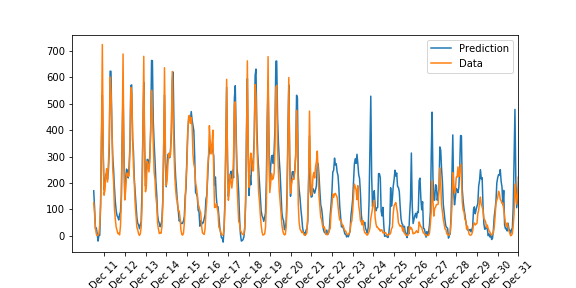 Prediction
Data
700
600
500
400
300
200
100
0
Dec 11
Dec 12
Dec 13
Dec 14
Dec 15
Dec 16
Dec 17
Dec 18
Dec 19
Dec 20
Dec 21
Dec 22
Dec 23
Dec 24
Dec 25
Dec 26
Dec 27
Dec 28
Dec 29
Dec 30
Dec 31